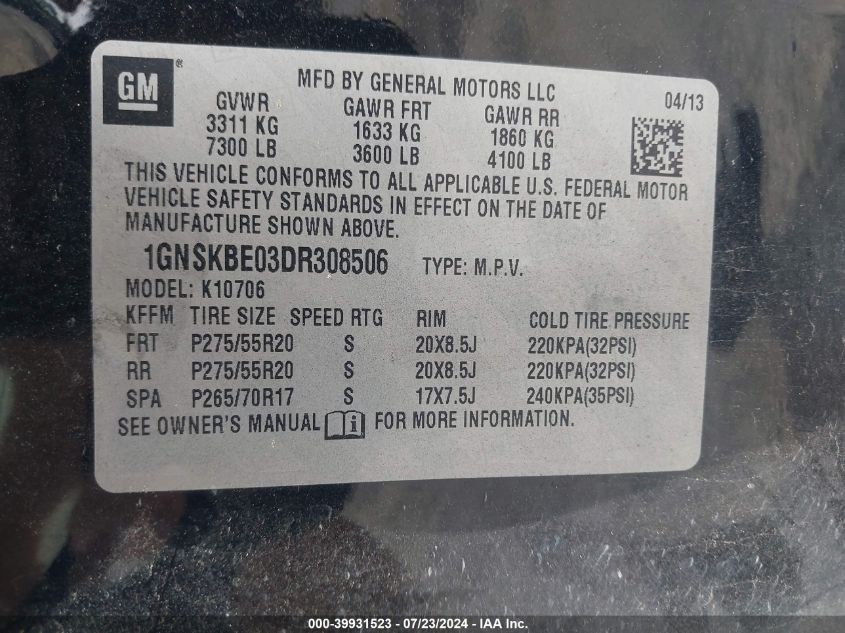 GM ® MFD BY GENERAL MOTORS LLC 04/13
GVWR GAWR FRT GAWR RR
3311 KG 1633 KG 1860 KG
7300 LB 3600 LB 4100 LB
THIS VEHICLE CONFORMS TO ALL APPLICABLE U.S. FEDERAL MOTOR
VEHICLE SAFETY STANDARDS IN EFFECT ON THE DATE OF
MANUFACTURE SHOWN ABOVE.
1GNSKBE03DR308506 TYPE: M.P.V.
MODEL: K10706
KFFM TIRE SIZE SPEED RTG RIM COLD TIRE PRESSURE
FRT P275/55R20 S 20X8.5J 220KPA(32PSI)
RR P275/55R20 S 20X8.5J 220KPA(32PSI)
SPA P265/70R17 S 17X7.5J 240KPA(35PSI)
SEE OWNER'S MANUAL i FOR MORE INFORMATION.
000-39931523 / 07/23/2024 - IAA Inc.